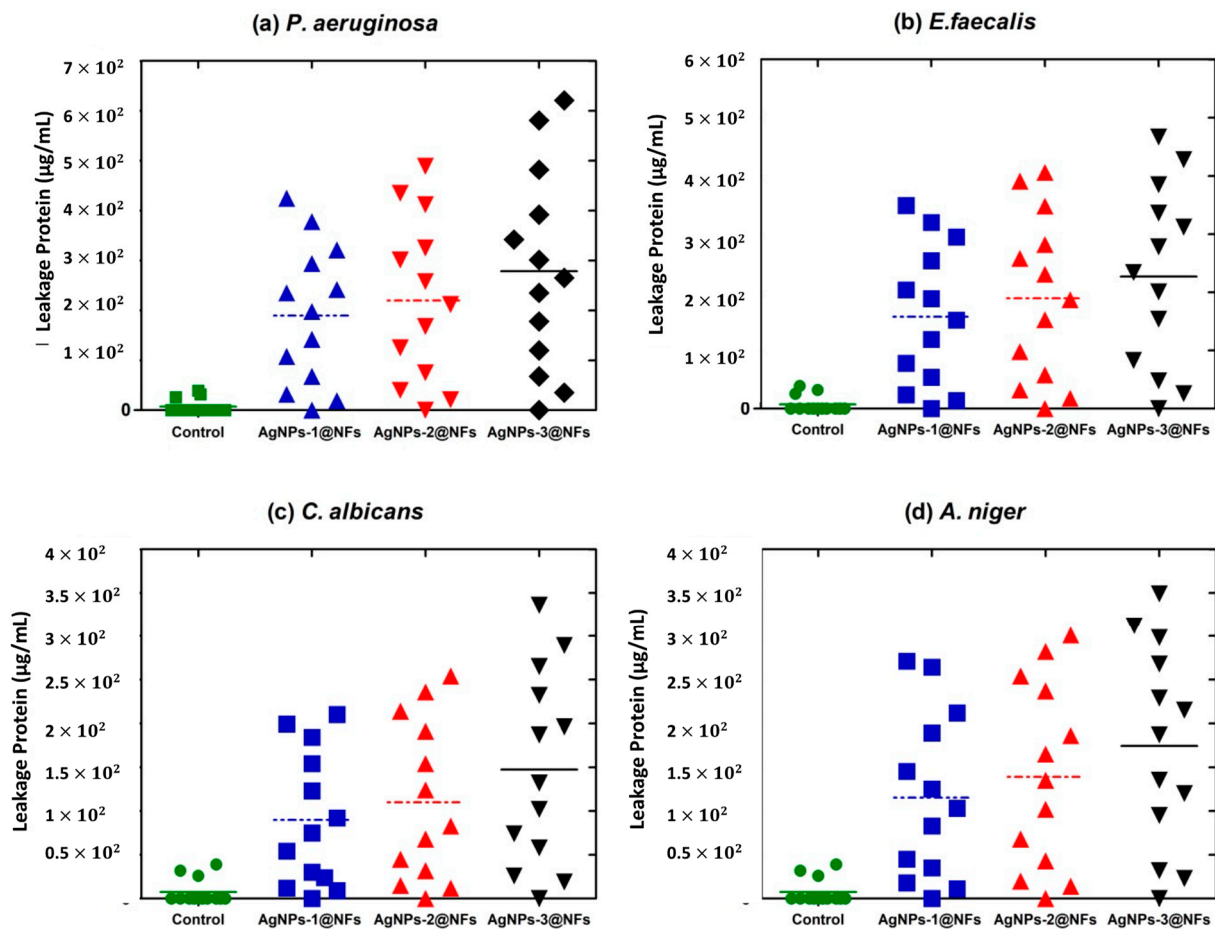 (a) P. aeruginosa
Leakage Protein (µg/mL)
7 × 10²
6 × 10²
5 × 10²
4 × 10²
3 × 10²
2 × 10²
1 × 10²
0
Control AgNPs-1@NFs AgNPs-2@NFs AgNPs-3@NFs
(b) E.faecalis
Leakage Protein (µg/mL)
6 × 10²
5 × 10²
4 × 10²
3 × 10²
2 × 10²
1 × 10²
0
Control AgNPs-1@NFs AgNPs-2@NFs AgNPs-3@NFs
(c) C. albicans
Leakage Protein (µg/mL)
4 × 10²
3.5 × 10²
3 × 10²
2.5 × 10²
2 × 10²
1.5 × 10²
1 × 10²
0.5 × 10²
Control AgNPs-1@NFs AgNPs-2@NFs AgNPs-3@NFs
(d) A. niger
Leakage Protein (µg/mL)
4 × 10²
3.5 × 10²
3 × 10²
2.5 × 10²
2 × 10²
1.5 × 10²
1 × 10²
0.5 × 10²
Control AgNPs-1@NFs AgNPs-2@NFs AgNPs-3@NFs